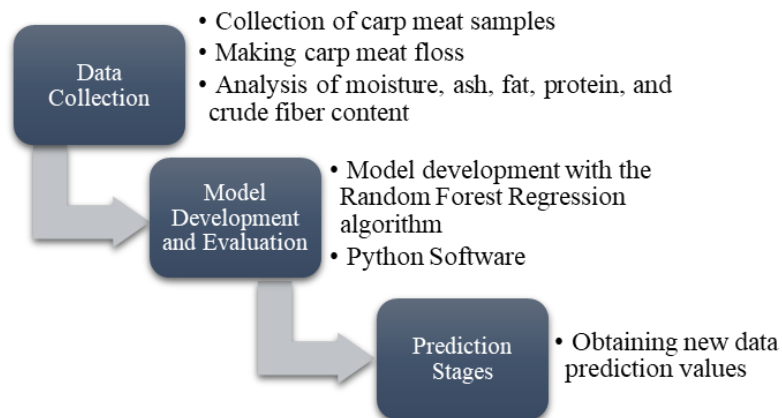 Data
Collection
• Collection of carp meat samples
• Making carp meat floss
• Analysis of moisture, ash, fat, protein, and
crude fiber content
Model
Development
and Evaluation
• Model development with the
Random Forest Regression
algorithm
• Python Software
Prediction
Stages
• Obtaining new data
prediction values